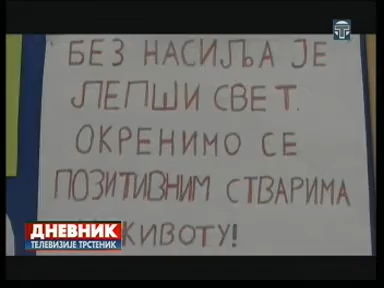 БЕЗ НАСИЉА ЈЕ
ЛЕПШИ СВЕТ.
ОКРЕНИМО СЕ
ПОЗИТИВНИМ СТВАРИМА
ЖИВОТУ!
ДНЕВНИК
ТЕЛЕВИЗИЈЕ ТРСТЕНИК